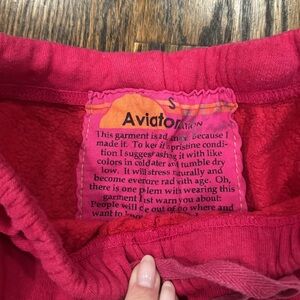 S
Aviator Nation
This garment is rad because I
made it. To keep it in pristine condi-
tion I suggest washing it with like
colors in cold water and tumble dry
low. It will stress naturally and
become even more rad with age. Oh,
there is one problem with wearing this
garment I must warn you about:
People will be out of no where and
want to